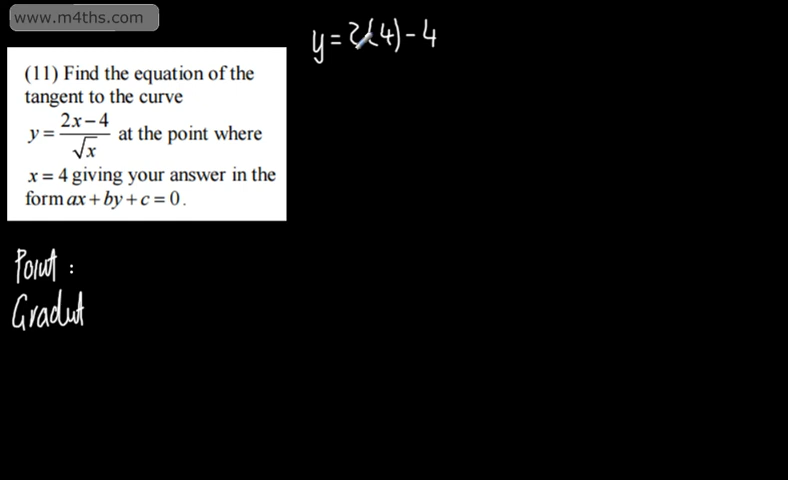 www.m4ths.com
y = 2(4) - 4
(11) Find the equation of the
tangent to the curve
y = 2x - 4 / √x at the point where
x = 4 giving your answer in the
form ax + by + c = 0.
Point :
Gradut